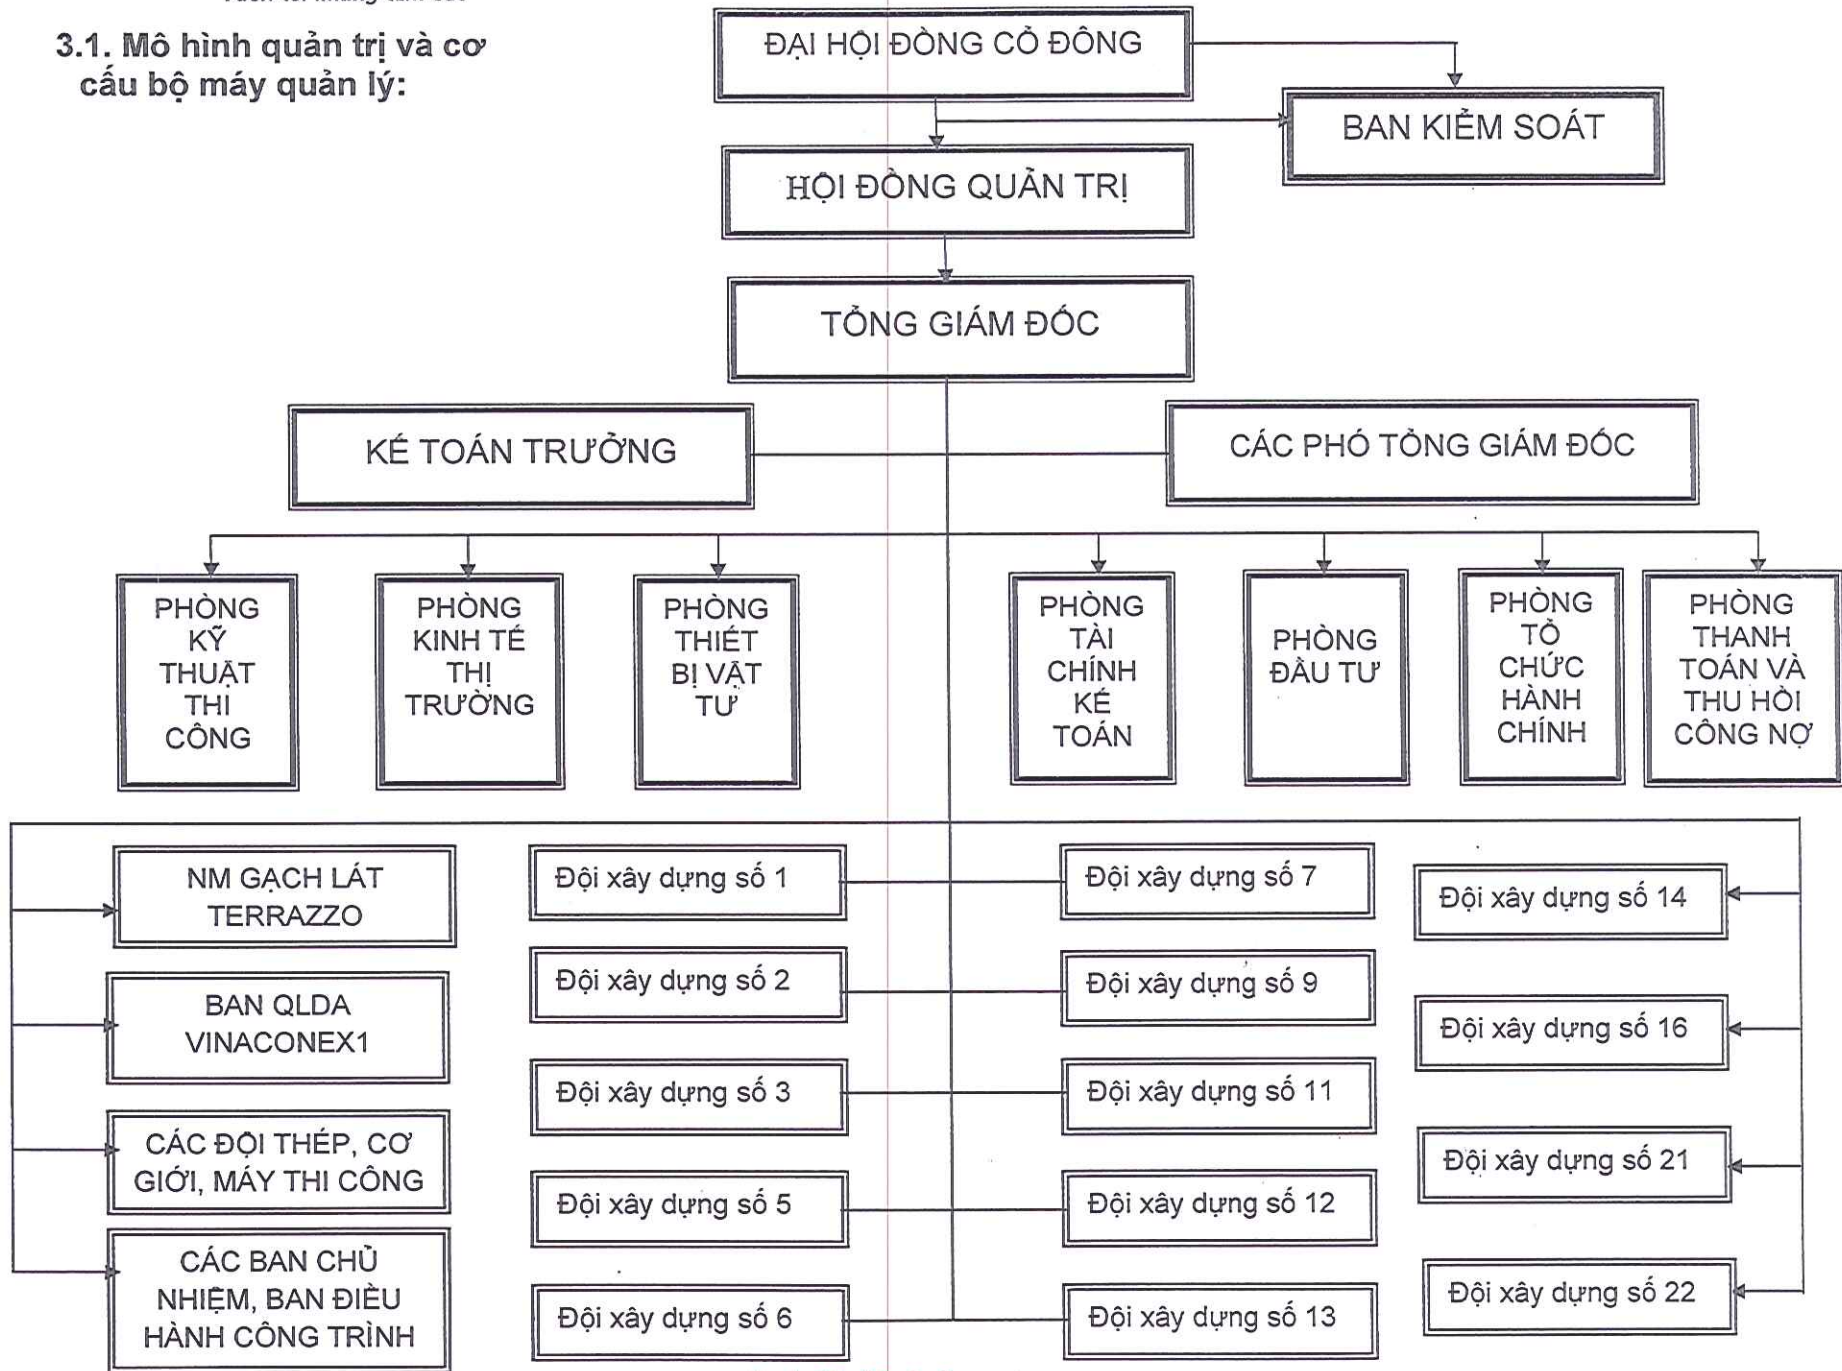 3.1. Mô hình quản trị và cơ
cấu bộ máy quản lý:
ĐẠI HỘI ĐỒNG CỔ ĐÔNG
BAN KIỂM SOÁT
HỘI ĐỒNG QUẢN TRỊ
TỔNG GIÁM ĐỐC
KẾ TOÁN TRƯỞNG
CÁC PHÓ TỔNG GIÁM ĐỐC
PHÒNG
KỸ
THUẬT
THI
CÔNG
PHÒNG
KINH TẾ
THỊ
TRƯỜNG
PHÒNG
THIẾT
BỊ VẬT
TƯ
PHÒNG
TÀI
CHÍNH
KẾ
TOÁN
PHÒNG
ĐẦU TƯ
PHÒNG
TỔ
CHỨC
HÀNH
CHÍNH
PHÒNG
THANH
TOÁN VÀ
THU HỒI
CÔNG NỢ
NM GẠCH LÁT
TERRAZZO
BAN QLDA
VINACONEX1
CÁC ĐỘI THÉP, CƠ
GIỚI, MÁY THI CÔNG
CÁC BAN CHỦ
NHIỆM, BAN ĐIỀU
HÀNH CÔNG TRÌNH
Đội xây dựng số 1
Đội xây dựng số 2
Đội xây dựng số 3
Đội xây dựng số 5
Đội xây dựng số 6
Đội xây dựng số 7
Đội xây dựng số 9
Đội xây dựng số 11
Đội xây dựng số 12
Đội xây dựng số 13
Đội xây dựng số 14
Đội xây dựng số 16
Đội xây dựng số 21
Đội xây dựng số 22